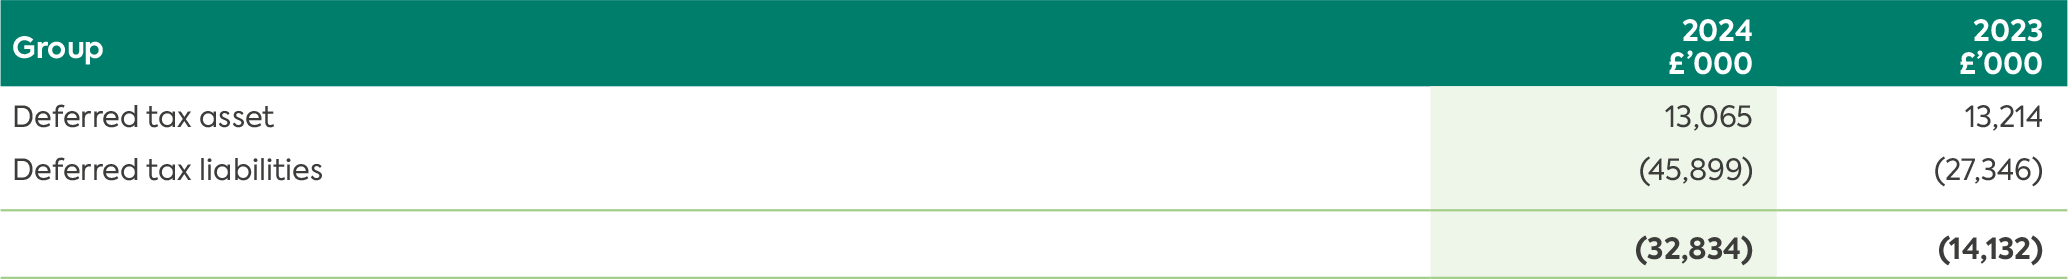 Group 2024 £’000 2023 £’000
Deferred tax asset 13,065 13,214
Deferred tax liabilities (45,899) (27,346)
(32,834) (14,132)